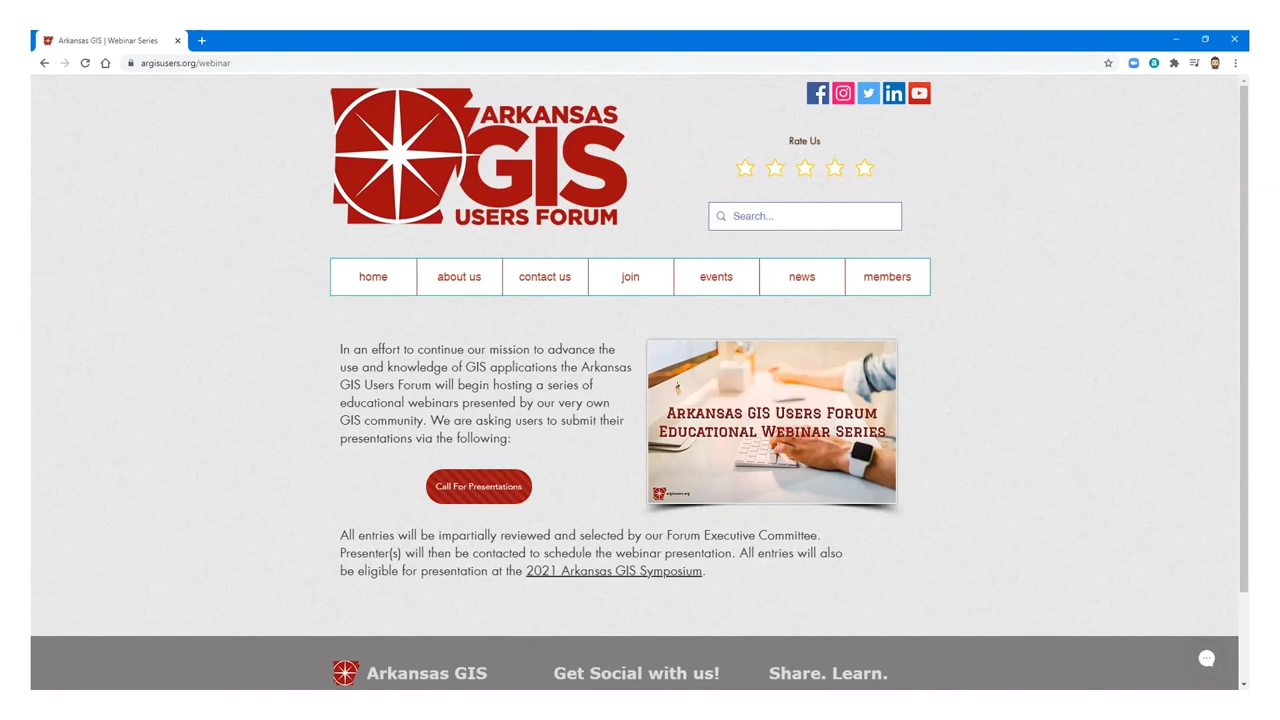 Arkansas GIS | Webinar Series
argisusers.org/webinar
ARKANSAS
GIS
USERS FORUM
Rate Us
Search...
home about us contact us join events news members
In an effort to continue our mission to advance the
use and knowledge of GIS applications the Arkansas
GIS Users Forum will begin hosting a series of
educational webinars presented by our very own
GIS community. We are asking users to submit their
presentations via the following:
Arkansas GIS Users Forum
Educational Webinar Series
argisusers.org
Call For Presentations
All entries will be impartially reviewed and selected by our Forum Executive Committee.
Presenter(s) will then be contacted to schedule the webinar presentation. All entries will also
be eligible for presentation at the 2021 Arkansas GIS Symposium.
Arkansas GIS Get Social with us! Share. Learn.